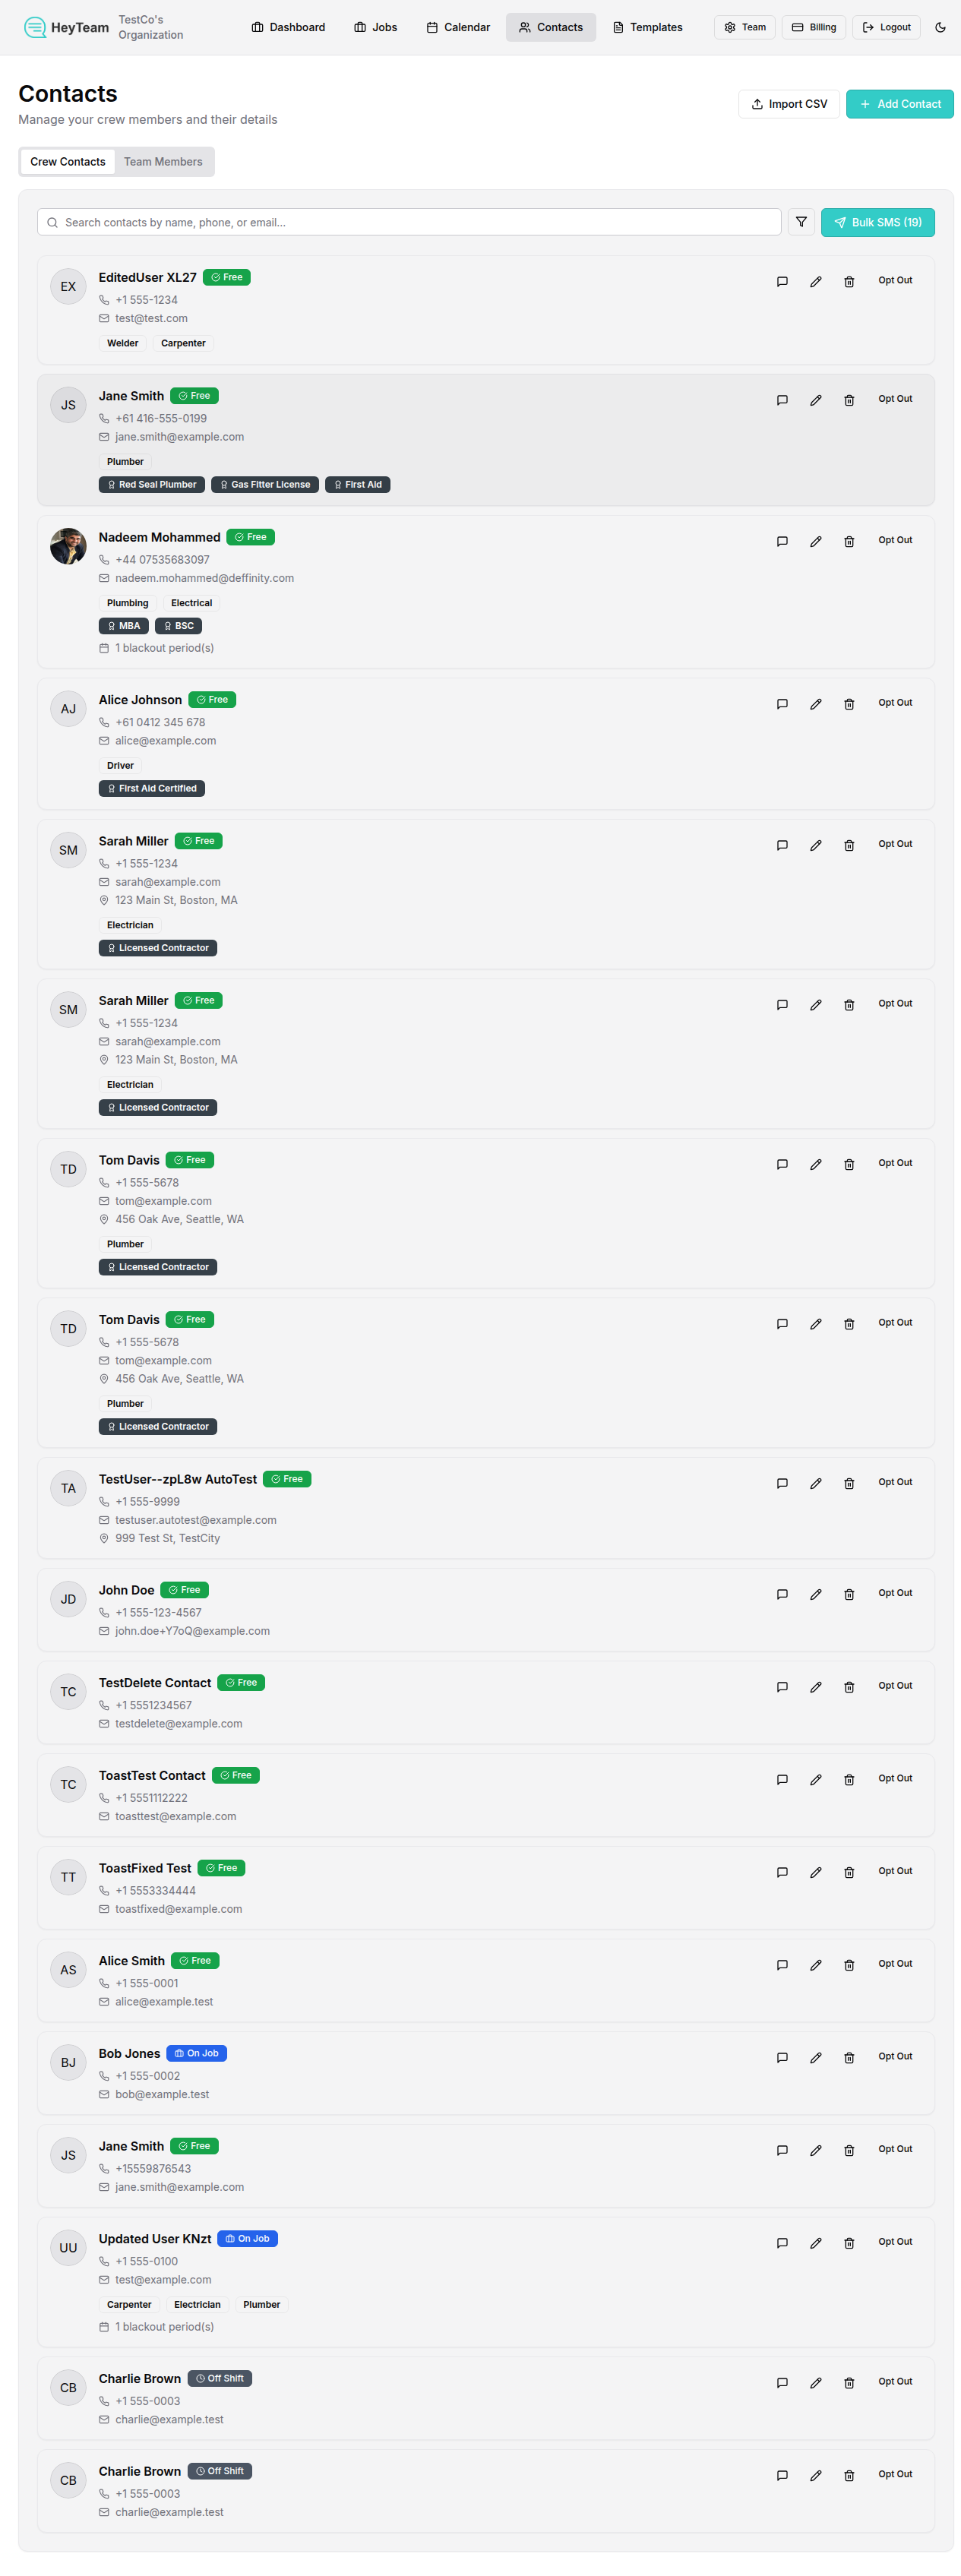 HeyTeam TestCo's Organization Dashboard Jobs Calendar Contacts Templates Team Billing Logout
Contacts
Manage your crew members and their details
Import CSV Add Contact
Crew Contacts Team Members
Search contacts by name, phone, or email...
Bulk SMS (19)
EX EditedUser XL27 Free Opt Out
+1 555-1234
test@test.com
Welder Carpenter
JS Jane Smith Free Opt Out
+61 416-555-0199
jane.smith@example.com
Plumber
Red Seal Plumber Gas Fitter License First Aid
Nadeem Mohammed Free Opt Out
+44 07535683097
nadeem.mohammed@deffinity.com
Plumbing Electrical
MBA BSC
1 blackout period(s)
AJ Alice Johnson Free Opt Out
+61 0412 345 678
alice@example.com
Driver
First Aid Certified
SM Sarah Miller Free Opt Out
+1 555-1234
sarah@example.com
123 Main St, Boston, MA
Electrician
Licensed Contractor
SM Sarah Miller Free Opt Out
+1 555-1234
sarah@example.com
123 Main St, Boston, MA
Electrician
Licensed Contractor
TD Tom Davis Free Opt Out
+1 555-5678
tom@example.com
456 Oak Ave, Seattle, WA
Plumber
Licensed Contractor
TD Tom Davis Free Opt Out
+1 555-5678
tom@example.com
456 Oak Ave, Seattle, WA
Plumber
Licensed Contractor
TA TestUser--zpL8w AutoTest Free Opt Out
+1 555-9999
testuser.autotest@example.com
999 Test St, TestCity
JD John Doe Free Opt Out
+1 555-123-4567
john.doe+Y7oQ@example.com
TC TestDelete Contact Free Opt Out
+1 5551234567
testdelete@example.com
TC ToastTest Contact Free Opt Out
+1 5551112222
toasttest@example.com
TT ToastFixed Test Free Opt Out
+1 5553334444
toastfixed@example.com
AS Alice Smith Free Opt Out
+1 555-0001
alice@example.test
BJ Bob Jones On Job Opt Out
+1 555-0002
bob@example.test
JS Jane Smith Free Opt Out
+15559876543
jane.smith@example.com
UU Updated User KNzt On Job Opt Out
+1 555-0100
test@example.com
Carpenter Electrician Plumber
1 blackout period(s)
CB Charlie Brown Off Shift Opt Out
+1 555-0003
charlie@example.test
CB Charlie Brown Off Shift Opt Out
+1 555-0003
charlie@example.test